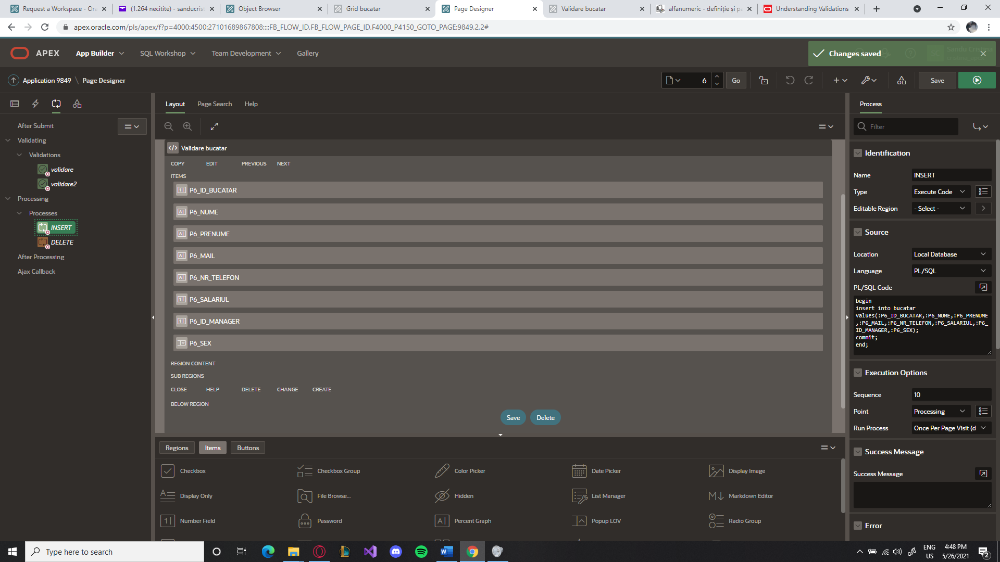 Request a Workspace - Ora
(1.264 necitite) - sanducrist
Object Browser
Grid bucatar
Page Designer
Validare bucatar
alfanumeric - definiție și pa
Understanding Validations
apex.oracle.com/pls/apex/f?p=4000:4500:27101689867808::::FB_FLOW_ID,FB_FLOW_PAGE_ID,F4000_P4150_GOTO_PAGE:9849,2,2#
APEX
App Builder
SQL Workshop
Team Development
Gallery
Changes saved
Application 9849 \ Page Designer
6
Go
Save
Layout
Page Search
Help
Process
After Submit
Validating
Validations
validare
validare2
Processing
Processes
INSERT
DELETE
After Processing
Ajax Callback
Validare bucatar
COPY
EDIT
PREVIOUS
NEXT
ITEMS
P6_ID_BUCATAR
P6_NUME
P6_PRENUME
P6_MAIL
P6_NR_TELEFON
P6_SALARIUL
P6_ID_MANAGER
P6_SEX
REGION CONTENT
SUB REGIONS
CLOSE
HELP
DELETE
CHANGE
CREATE
BELOW REGION
Save
Delete
Regions
Items
Buttons
Checkbox
Checkbox Group
Color Picker
Date Picker
Display Image
Display Only
File Browse...
Hidden
List Manager
Markdown Editor
Number Field
Password
Percent Graph
Popup LOV
Radio Group
Filter
Identification
Name
INSERT
Type
Execute Code
Editable Region
- Select -
Source
Location
Local Database
Language
PL/SQL
PL/SQL Code
begin
insert into bucatar
values(:P6_ID_BUCATAR,:P6_NUME,:P6_PRENUME
,:P6_MAIL,:P6_NR_TELEFON,:P6_SALARIUL,:P6_
ID_MANAGER,:P6_SEX);
commit;
end;
Execution Options
Sequence
10
Point
Processing
Run Process
Once Per Page Visit (d
Success Message
Success Message
Error
Type here to search
ENG
US
4:48 PM
5/26/2021
2